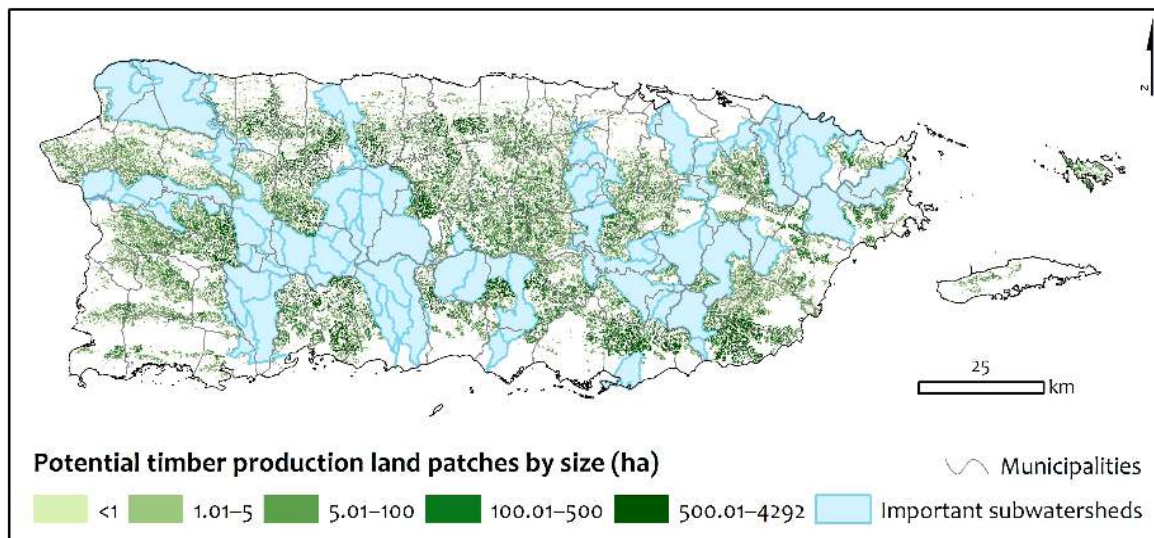 z
25
km
Potential timber production land patches by size (ha)
Municipalities
<1 1.01–5 5.01–100 100.01–500 500.01–4292 Important subwatersheds